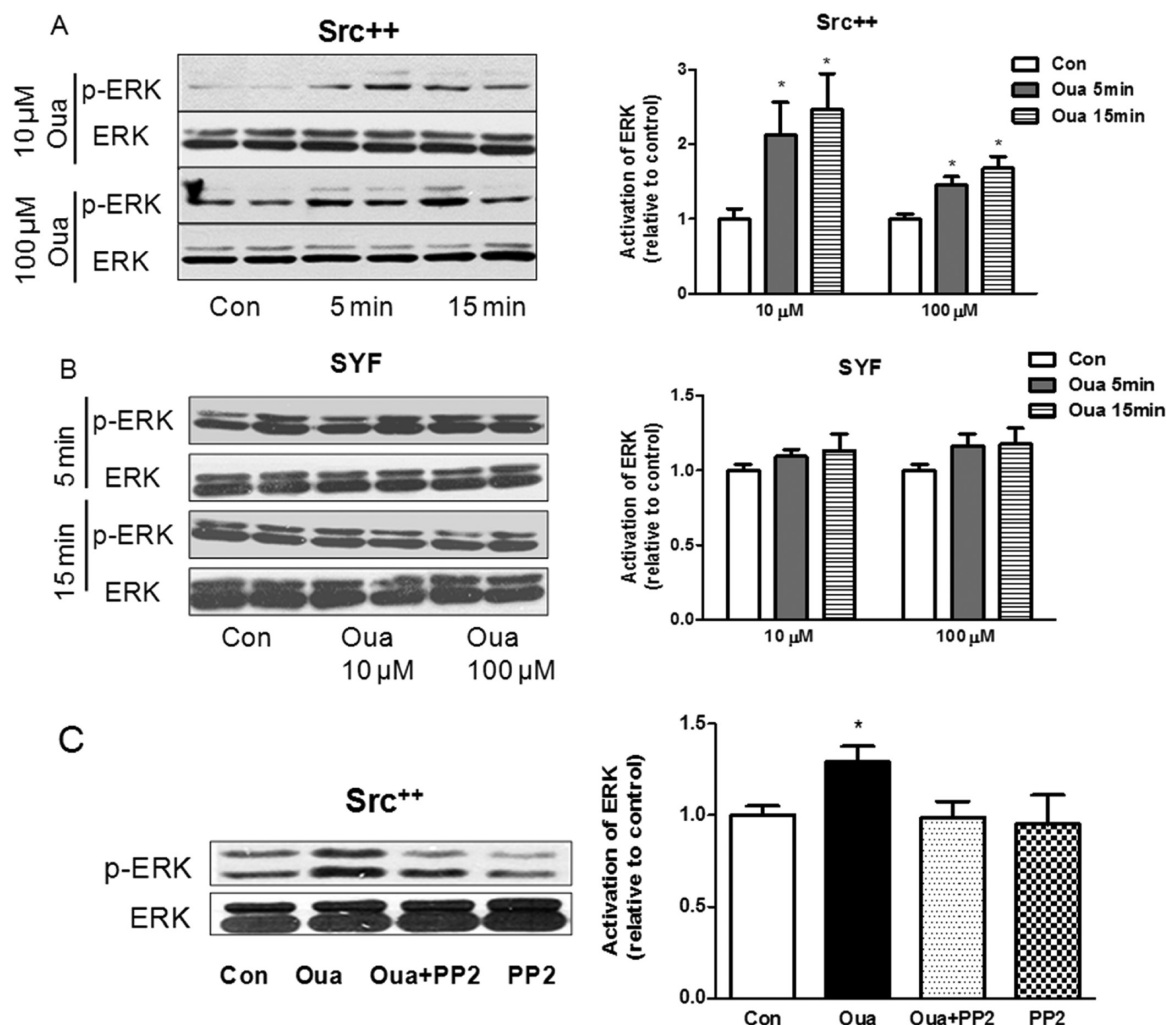 A
Src++
10 µM
Oua
p-ERK
ERK
100 µM
Oua
p-ERK
ERK
Con 5 min 15 min
Src++
Con
Oua 5min
Oua 15min
Activation of ERK
(relative to control)
3
2
1
0
* * * *
10 µM 100 µM
B
SYF
5 min
p-ERK
ERK
15 min
p-ERK
ERK
Con Oua Oua
10 µM 100 µM
SYF
Con
Oua 5min
Oua 15min
Activation of ERK
(relative to control)
1.5
1.0
0.5
0.0
10 µM 100 µM
C
Src++
p-ERK
ERK
Con Oua Oua+PP2 PP2
Activation of ERK
(relative to control)
1.5
1.0
0.5
0.0
*
Con Oua Oua+PP2 PP2